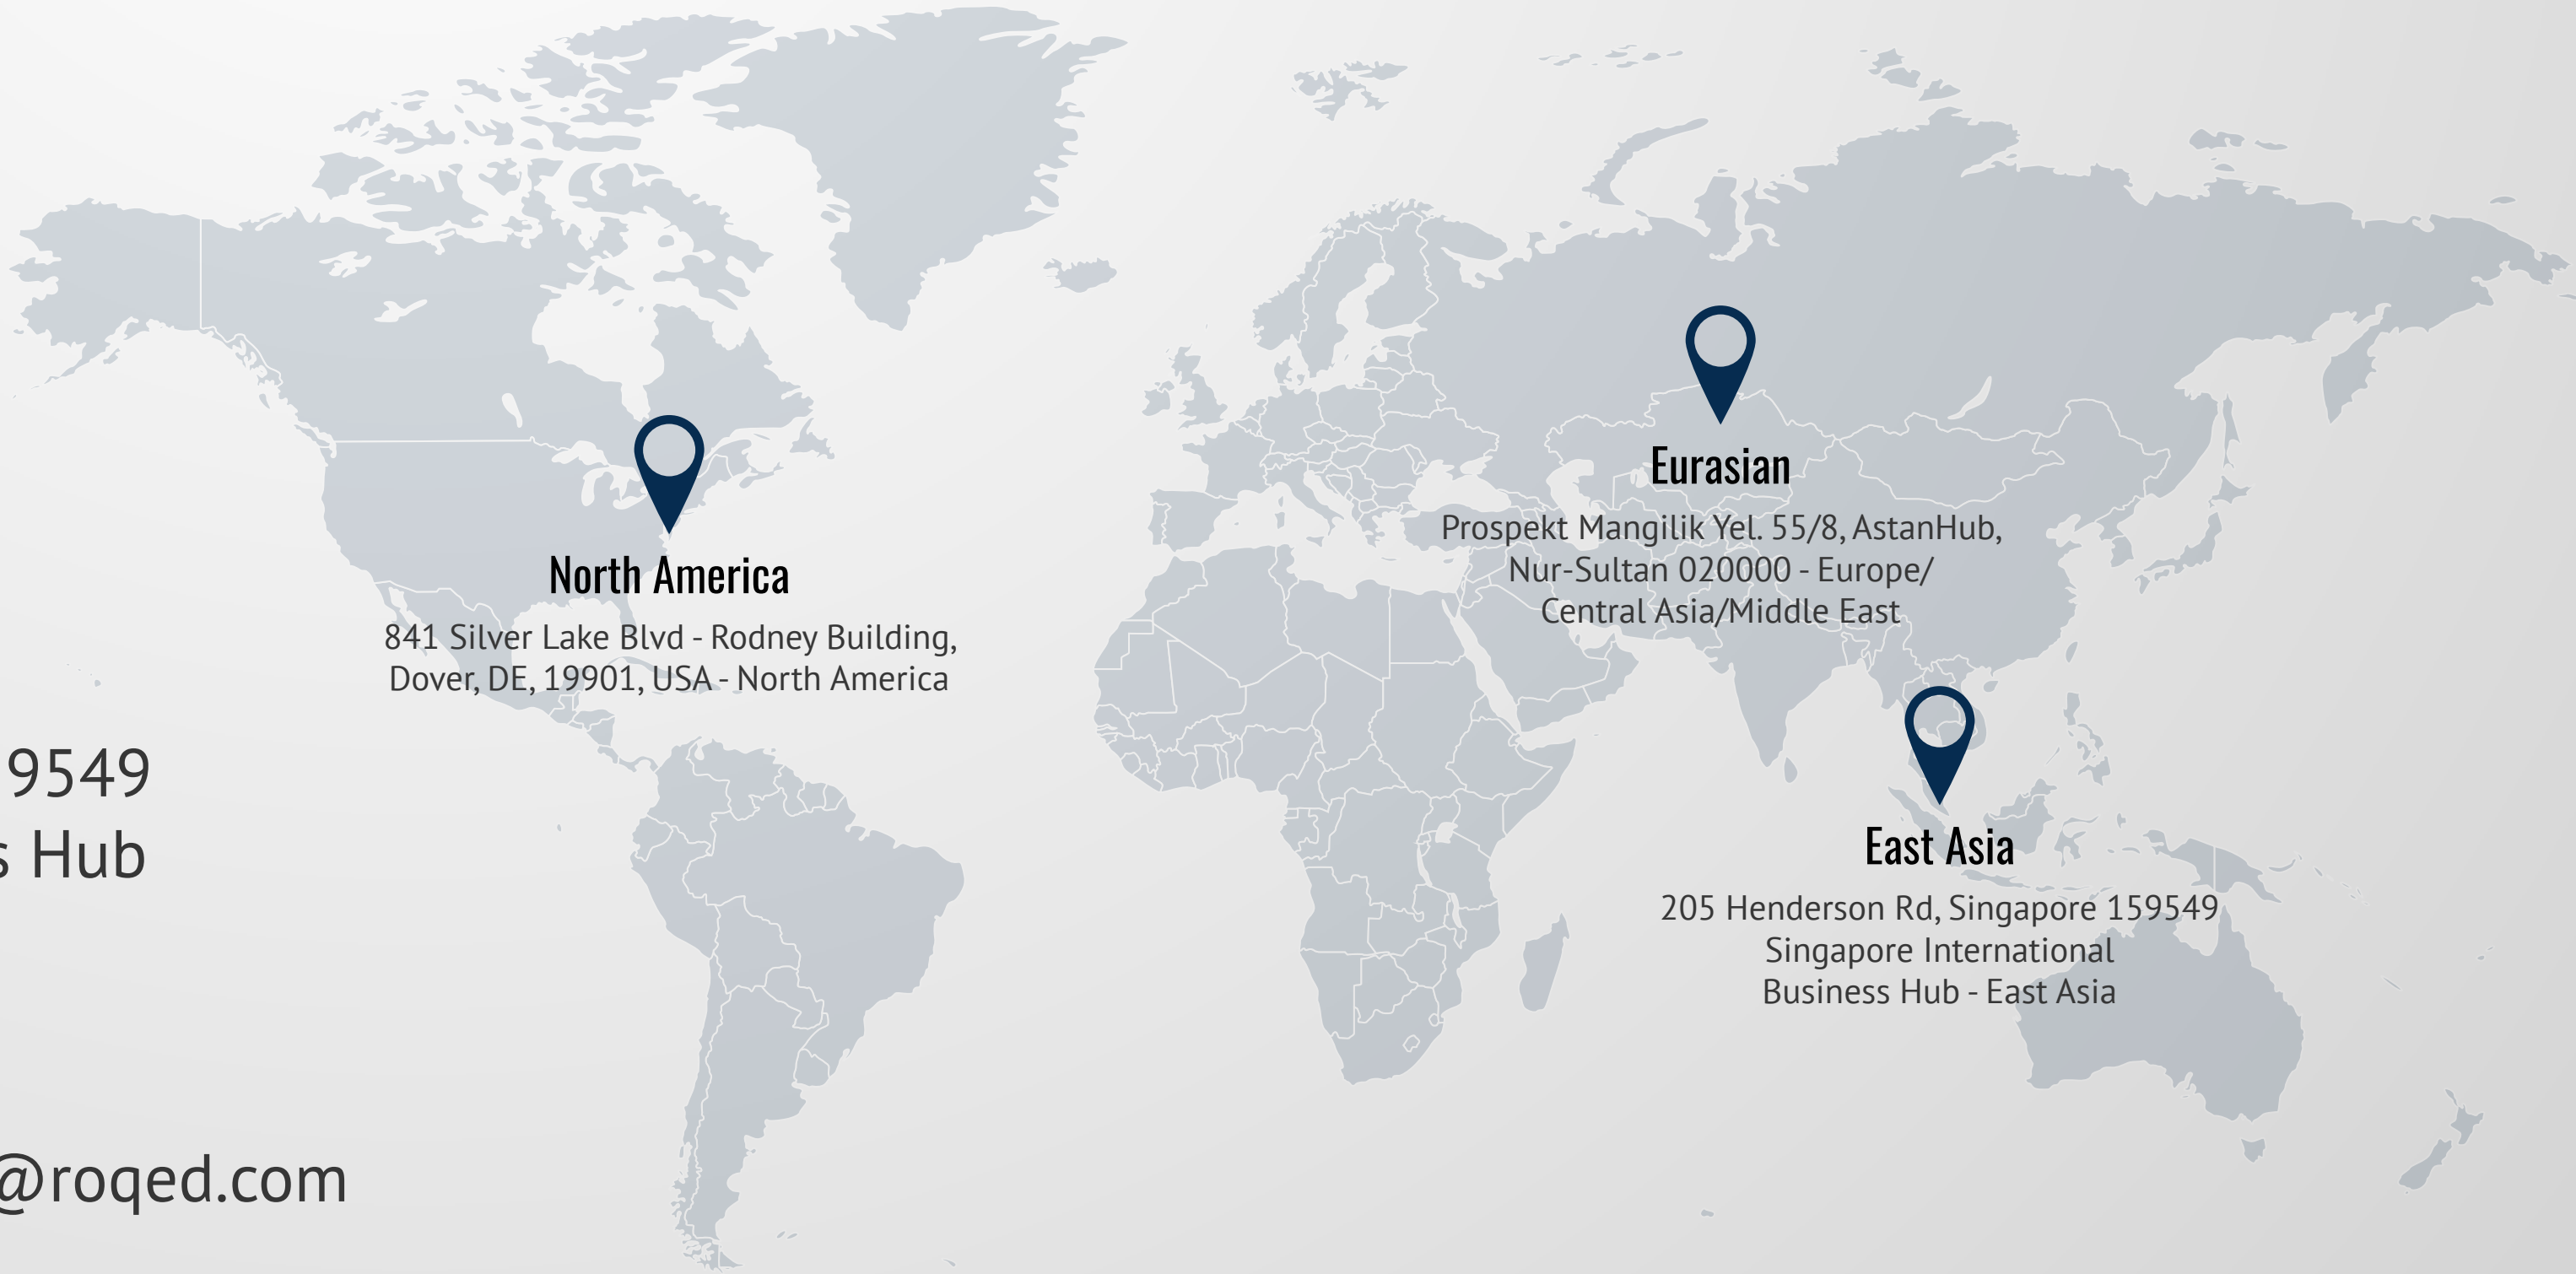 North America
841 Silver Lake Blvd - Rodney Building,
Dover, DE, 19901, USA - North America
Eurasian
Prospekt Mangilik Yel. 55/8, AstanHub,
Nur-Sultan 020000 - Europe/
Central Asia/Middle East
East Asia
205 Henderson Rd, Singapore 159549
Singapore International
Business Hub - East Asia
9549
s Hub
@roqed.com